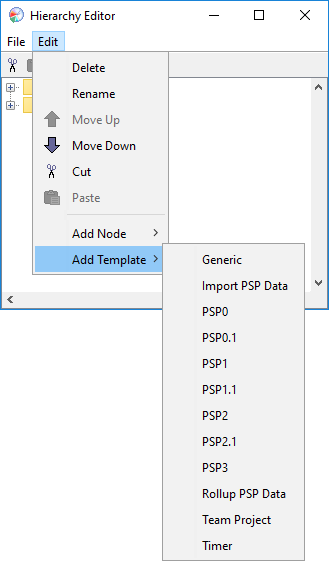 Hierarchy Editor
File Edit
Delete
Rename
Move Up
Move Down
Cut
Paste
Add Node
Add Template
Generic
Import PSP Data
PSP0
PSP0.1
PSP1
PSP1.1
PSP2
PSP2.1
PSP3
Rollup PSP Data
Team Project
Timer